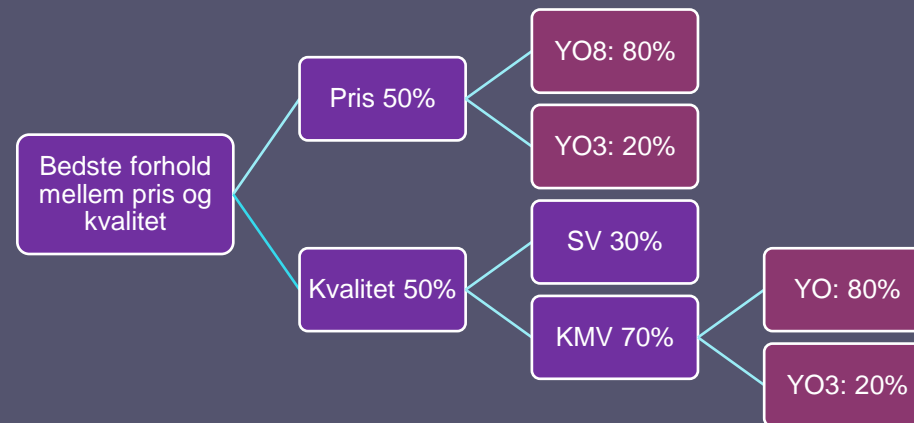 Bedste forhold
mellem pris og
kvalitet
Pris 50%
YO8: 80%
YO3: 20%
Kvalitet 50%
SV 30%
KMV 70%
YO: 80%
YO3: 20%